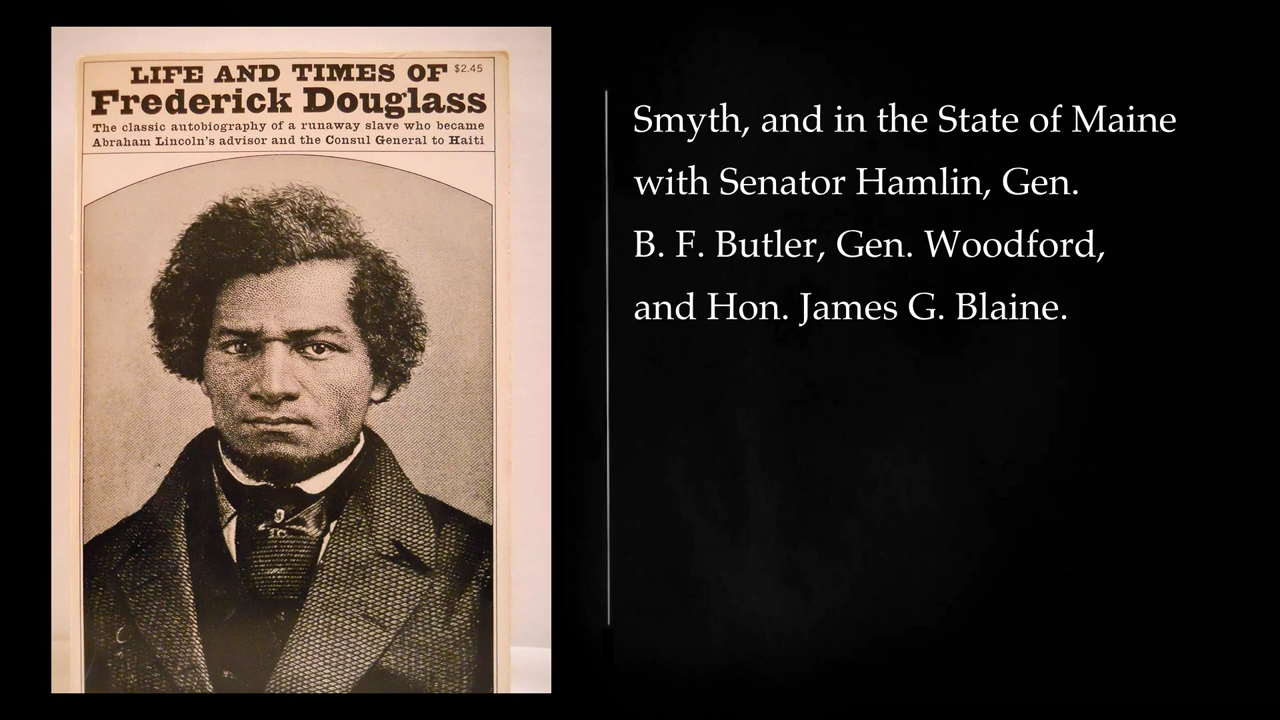 LIFE AND TIMES OF $2.45
Frederick Douglass
The classic autobiography of a runaway slave who became
Abraham Lincoln's advisor and the Consul General to Haiti
Smyth, and in the State of Maine
with Senator Hamlin, Gen.
B. F. Butler, Gen. Woodford,
and Hon. James G. Blaine.